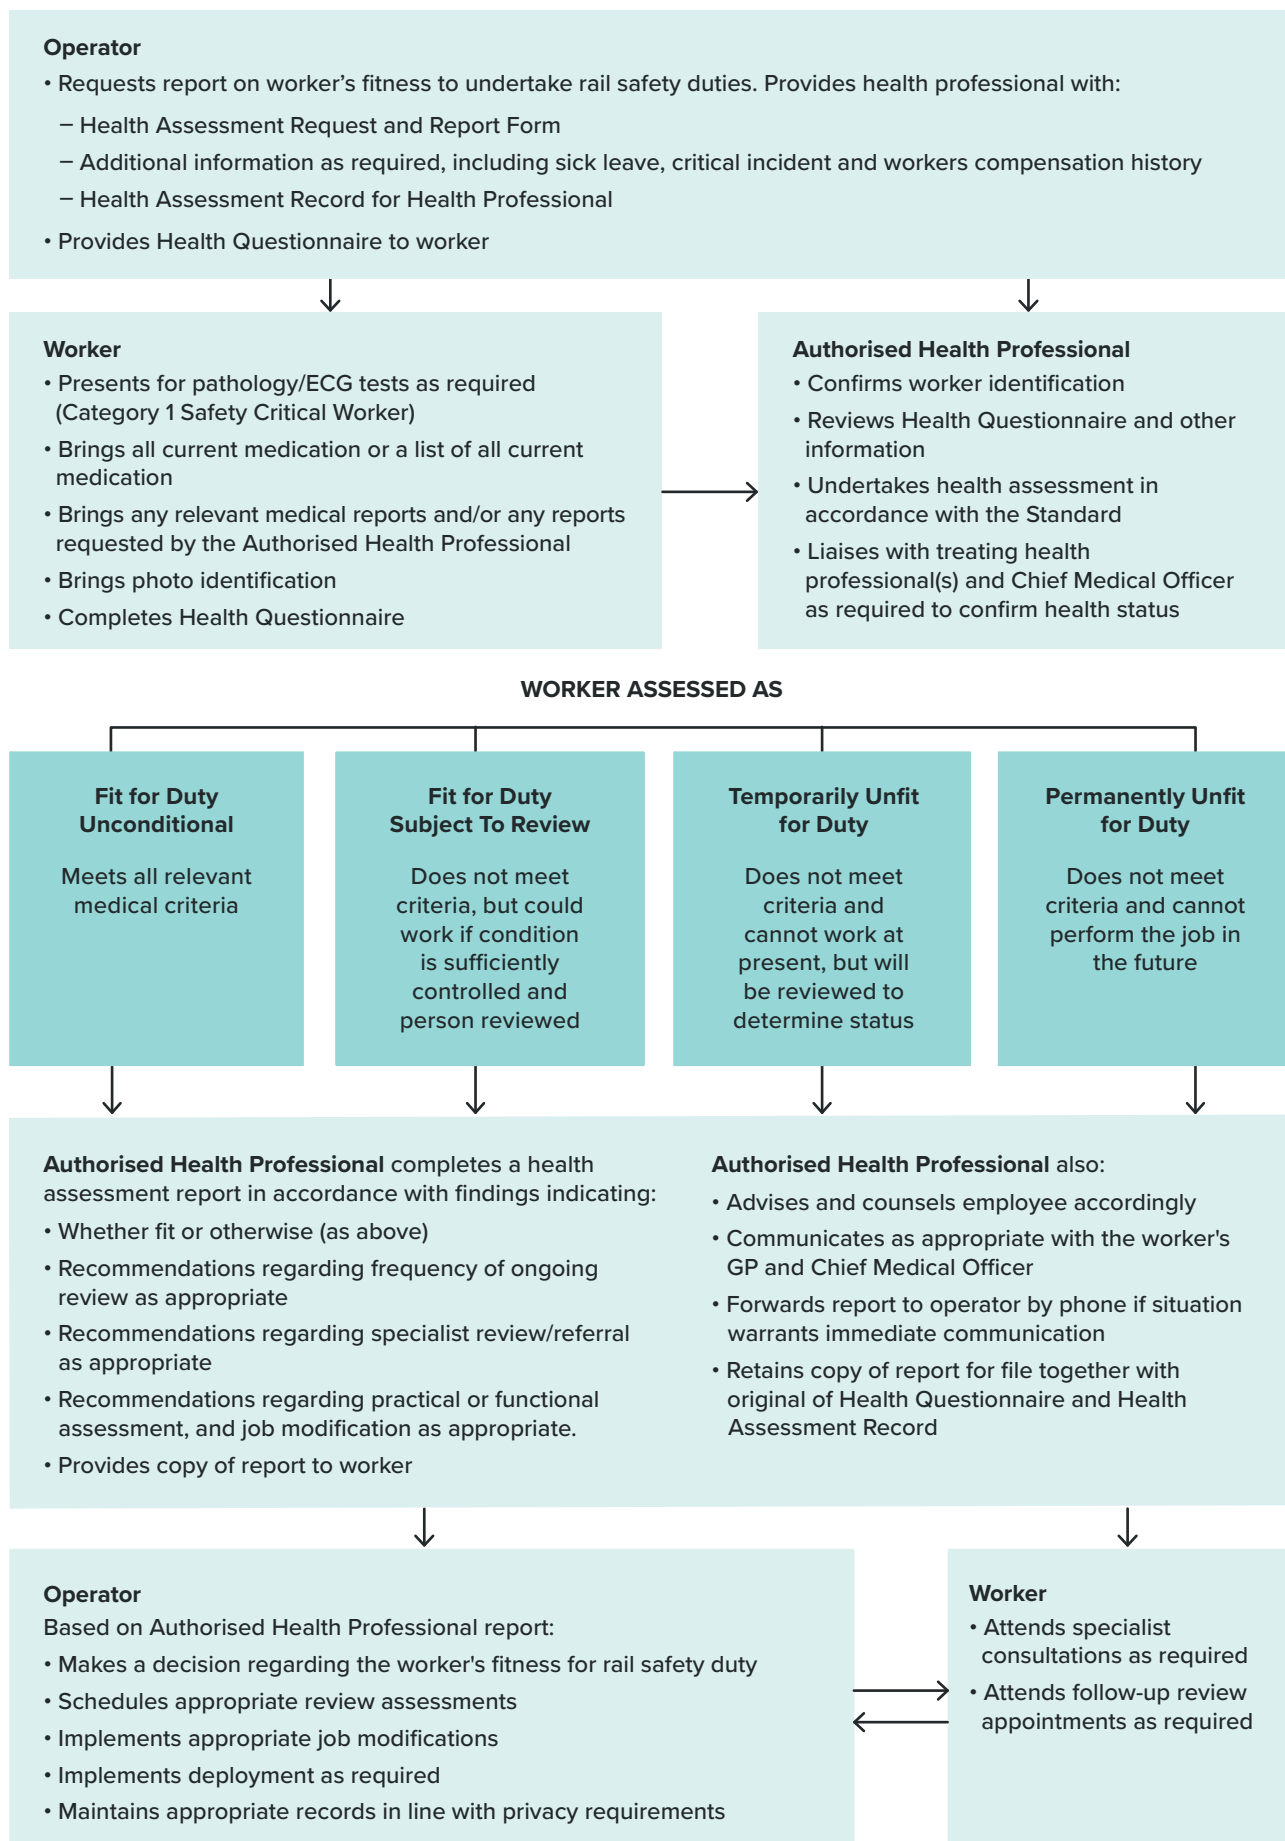 Operator
• Requests report on worker’s fitness to undertake rail safety duties. Provides health professional with:
– Health Assessment Request and Report Form
– Additional information as required, including sick leave, critical incident and workers compensation history
– Health Assessment Record for Health Professional
• Provides Health Questionnaire to worker
Worker
• Presents for pathology/ECG tests as required
(Category 1 Safety Critical Worker)
• Brings all current medication or a list of all current
medication
• Brings any relevant medical reports and/or any reports
requested by the Authorised Health Professional
• Brings photo identification
• Completes Health Questionnaire
Authorised Health Professional
• Confirms worker identification
• Reviews Health Questionnaire and other
information
• Undertakes health assessment in
accordance with the Standard
• Liaises with treating health
professional(s) and Chief Medical Officer
as required to confirm health status
WORKER ASSESSED AS
Fit for Duty
Unconditional
Meets all relevant
medical criteria
Fit for Duty
Subject To Review
Does not meet
criteria, but could
work if condition
is sufficiently
controlled and
person reviewed
Temporarily Unfit
for Duty
Does not meet
criteria and
cannot work at
present, but will
be reviewed to
determine status
Permanently Unfit
for Duty
Does not meet
criteria and cannot
perform the job in
the future
Authorised Health Professional completes a health
assessment report in accordance with findings indicating:
• Whether fit or otherwise (as above)
• Recommendations regarding frequency of ongoing
review as appropriate
• Recommendations regarding specialist review/referral
as appropriate
• Recommendations regarding practical or functional
assessment, and job modification as appropriate.
• Provides copy of report to worker
Authorised Health Professional also:
• Advises and counsels employee accordingly
• Communicates as appropriate with the worker's
GP and Chief Medical Officer
• Forwards report to operator by phone if situation
warrants immediate communication
• Retains copy of report for file together with
original of Health Questionnaire and Health
Assessment Record
Operator
Based on Authorised Health Professional report:
• Makes a decision regarding the worker's fitness for rail safety duty
• Schedules appropriate review assessments
• Implements appropriate job modifications
• Implements deployment as required
• Maintains appropriate records in line with privacy requirements
Worker
• Attends specialist
consultations as required
• Attends follow-up review
appointments as required